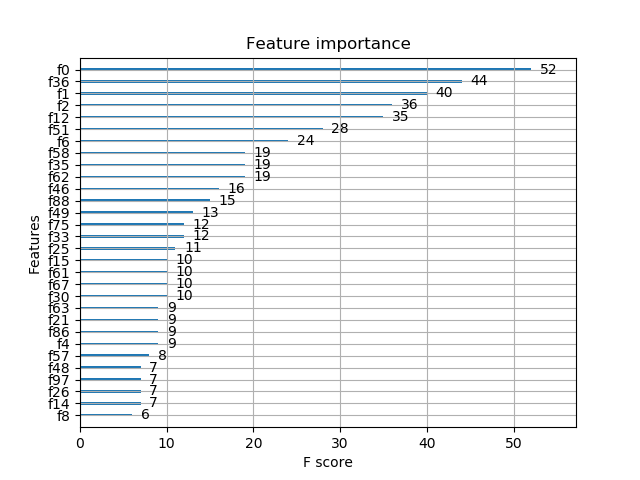 Feature importance
Features
f0 52
f36 44
f1 40
f2 36
f12 35
f51 28
f6 24
f58 19
f35 19
f62 19
f46 16
f88 15
f49 13
f75 12
f33 12
f25 11
f15 10
f61 10
f67 10
f30 10
f63 9
f21 9
f86 9
f4 9
f57 8
f48 7
f97 7
f26 7
f14 7
f8 6
0 10 20 30 40 50
F score